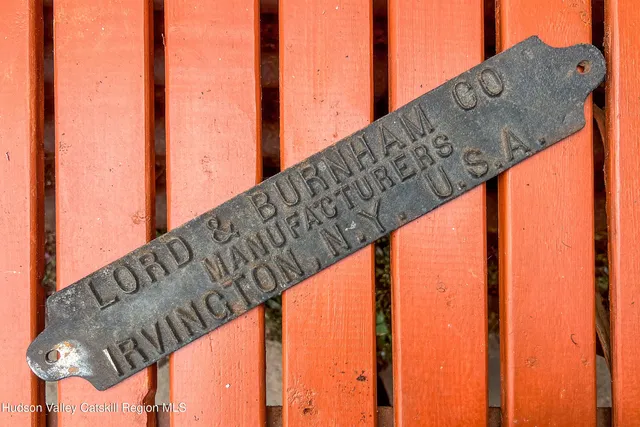 LORD & BURNHAM CO
MANUFACTURERS
IRVINGTON, N.Y. U.S.A.
Hudson Valley Catskill Region MLS